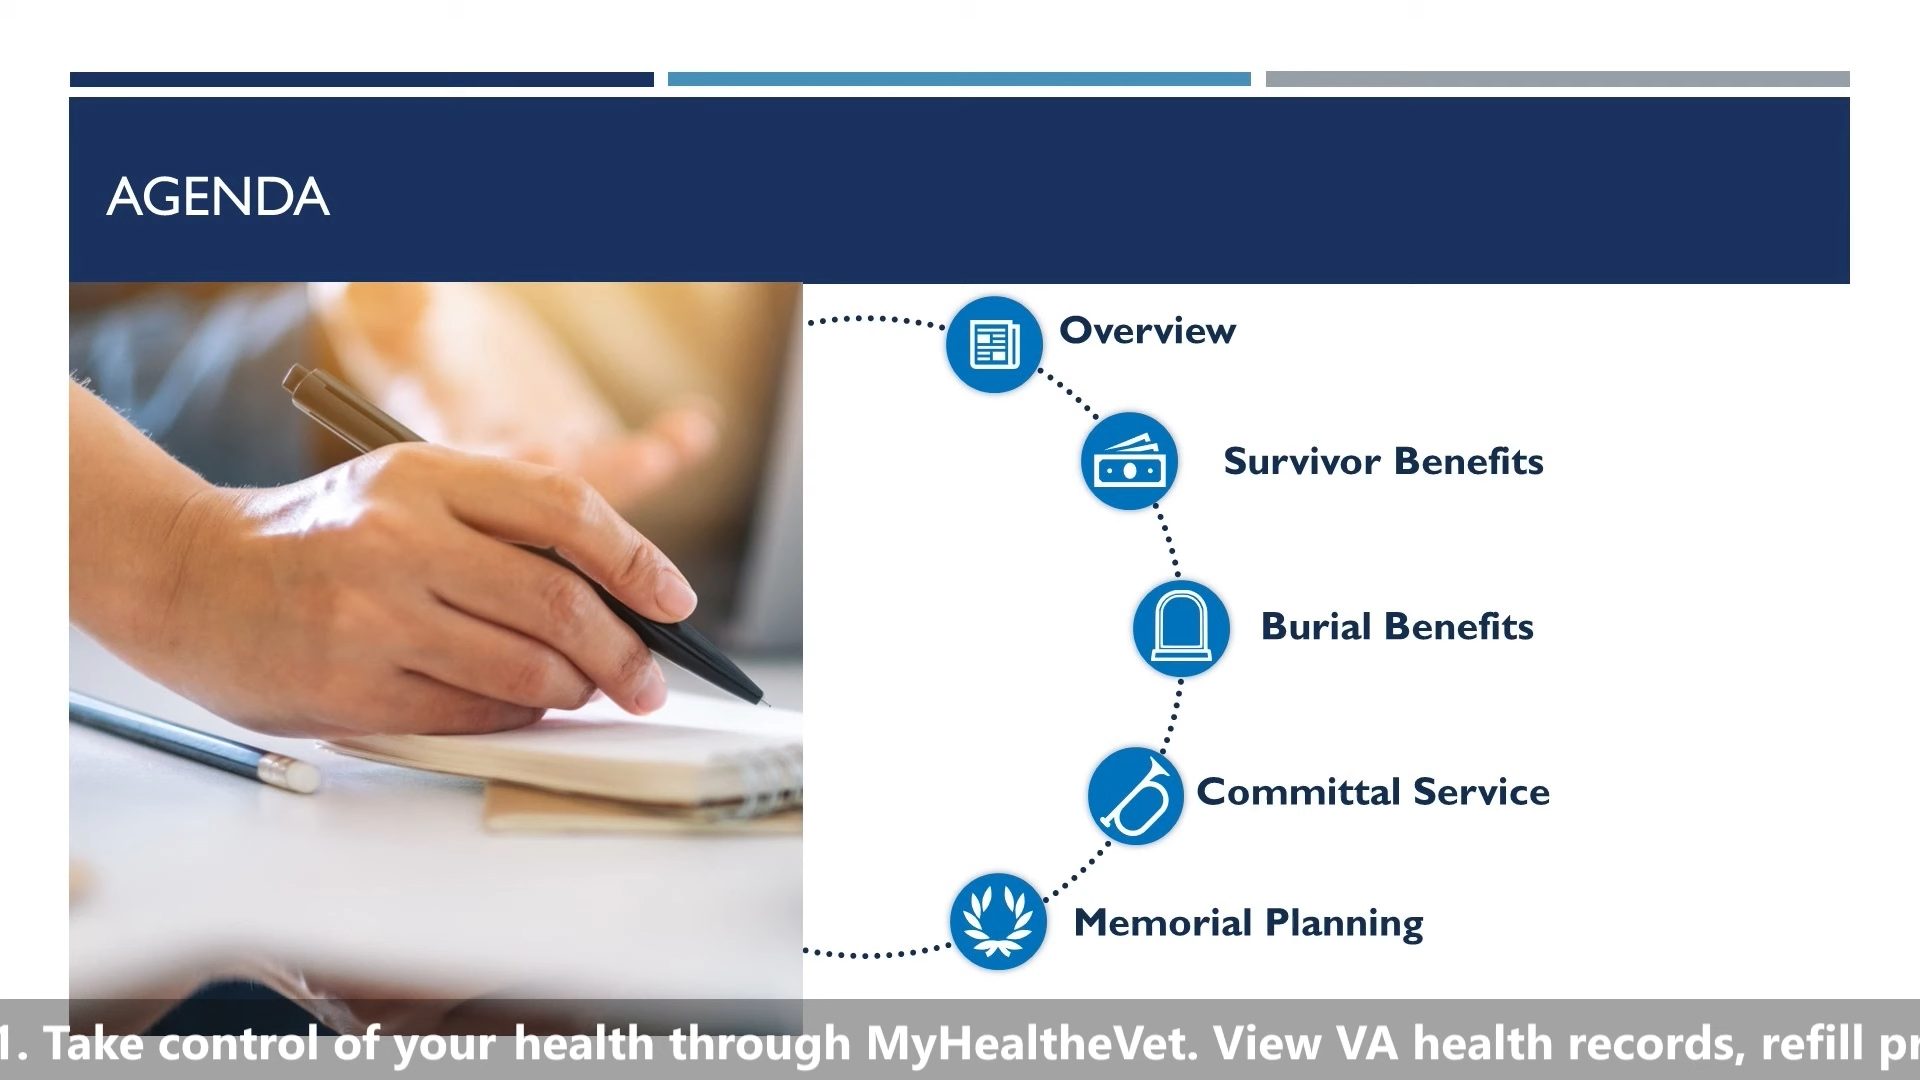 AGENDA
Overview
Survivor Benefits
Burial Benefits
Committal Service
Memorial Planning
1. Take control of your health through MyHealtheVet. View VA health records, refill pr